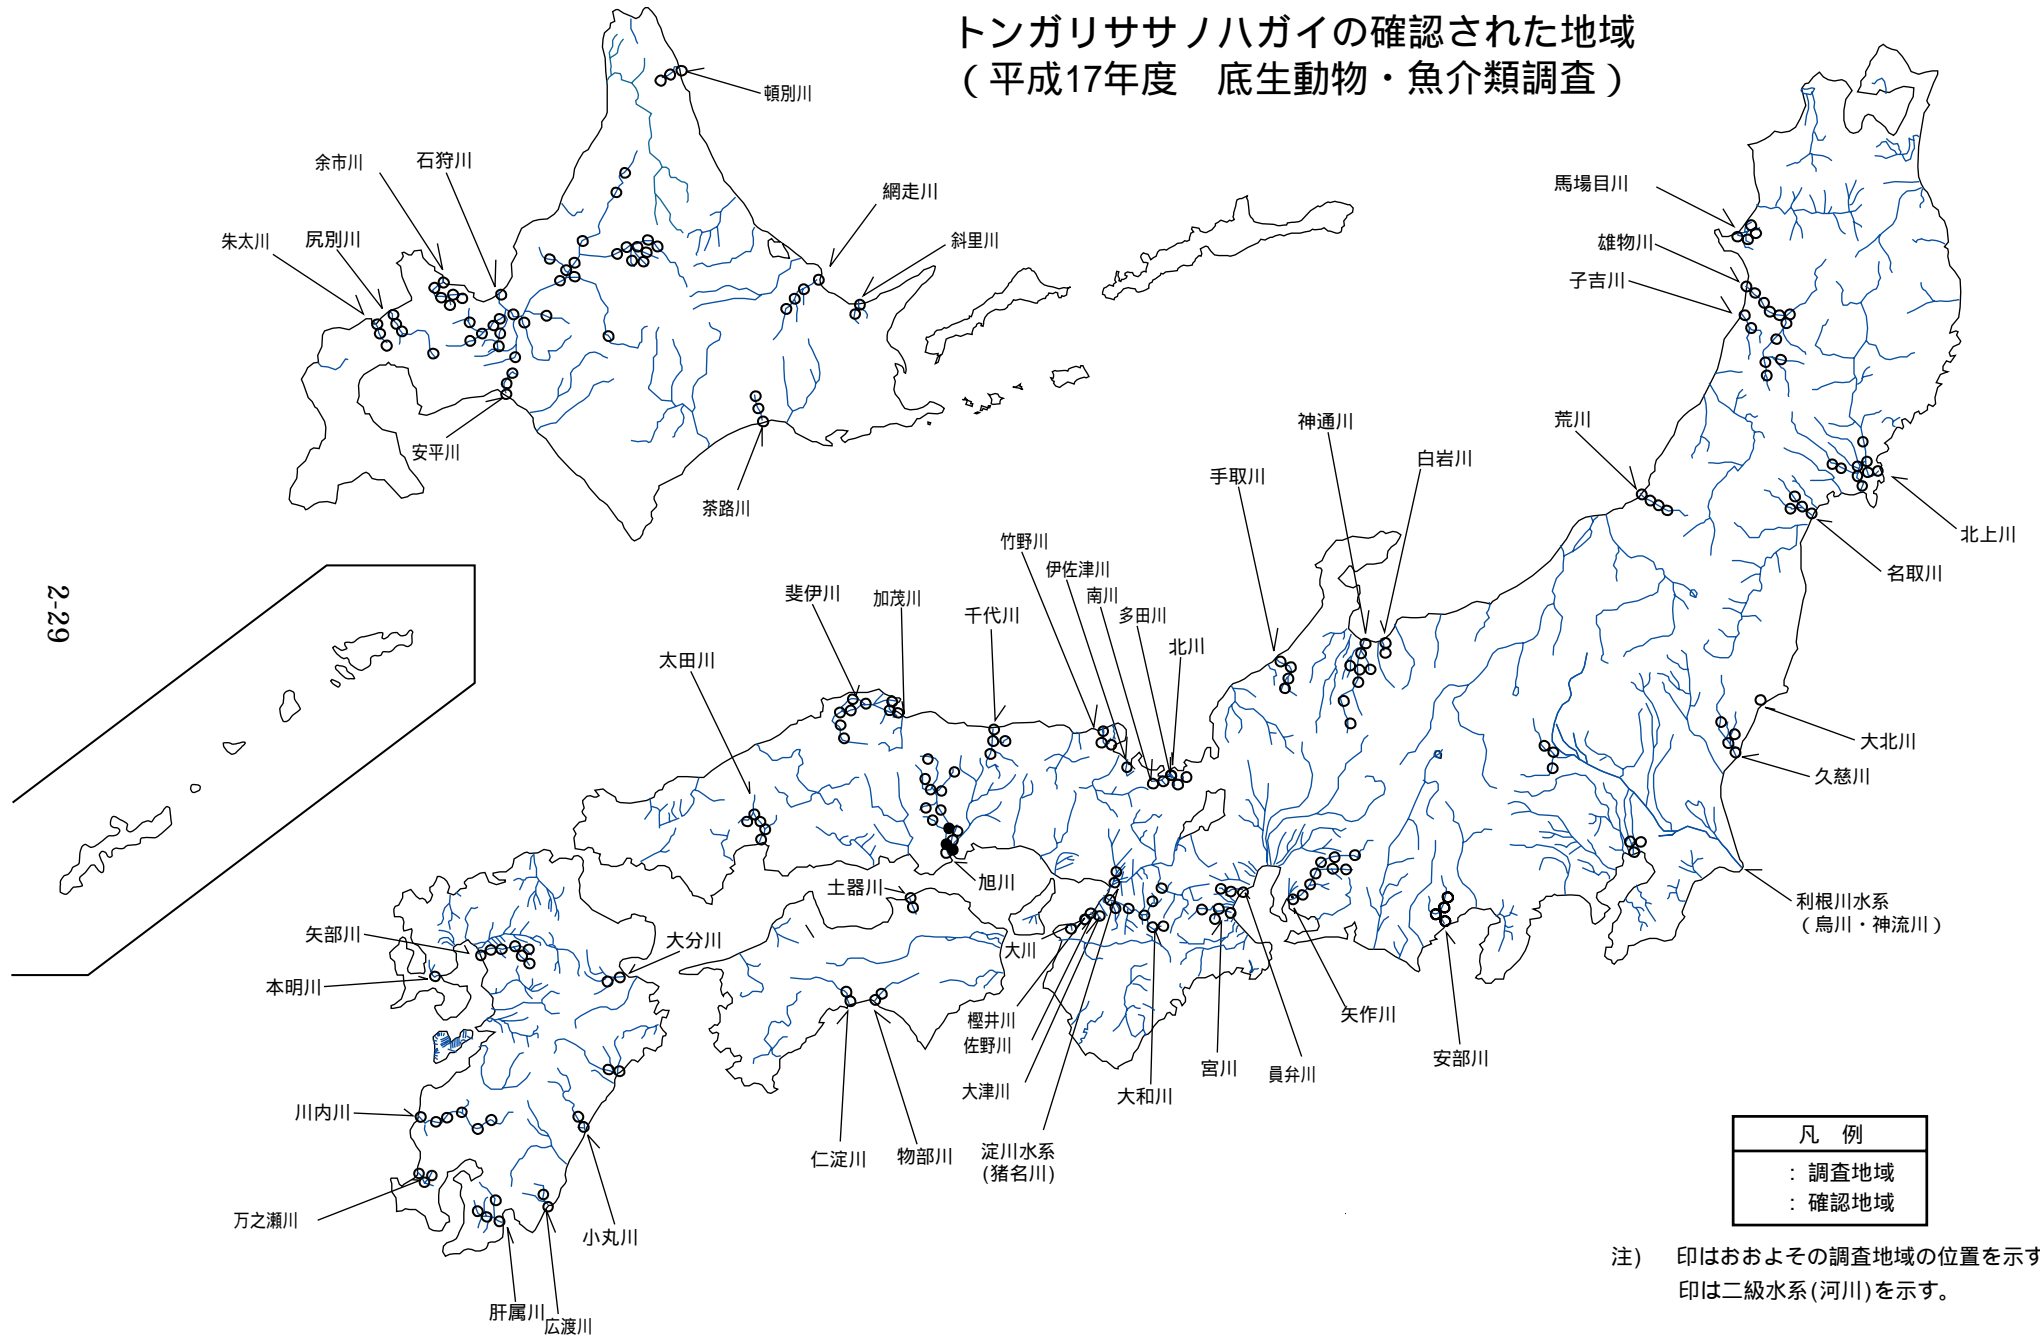 トンガリササノハガイの確認された地域
(平成17年度　底生動物・魚介類調査)
頓別川
余市川
石狩川
網走川
朱太川
尻別川
斜里川
安平川
茶路川
馬場目川
雄物川
子吉川
荒川
北上川
名取川
神通川
白岩川
手取川
竹野川
伊佐津川
南川
多田川
北川
斐伊川
加茂川
千代川
太田川
大北川
久慈川
利根川水系
(烏川・神流川)
旭川
土器川
大川
樫井川
佐野川
大津川
淀川水系
(猪名川)
大和川
宮川
員弁川
矢作川
安部川
矢部川
大分川
本明川
川内川
万之瀬川
肝属川
広渡川
小丸川
仁淀川
物部川
2-29
凡　例
：調査地域
：確認地域
注)　印はおおよその調査地域の位置を示す
印は二級水系(河川)を示す。